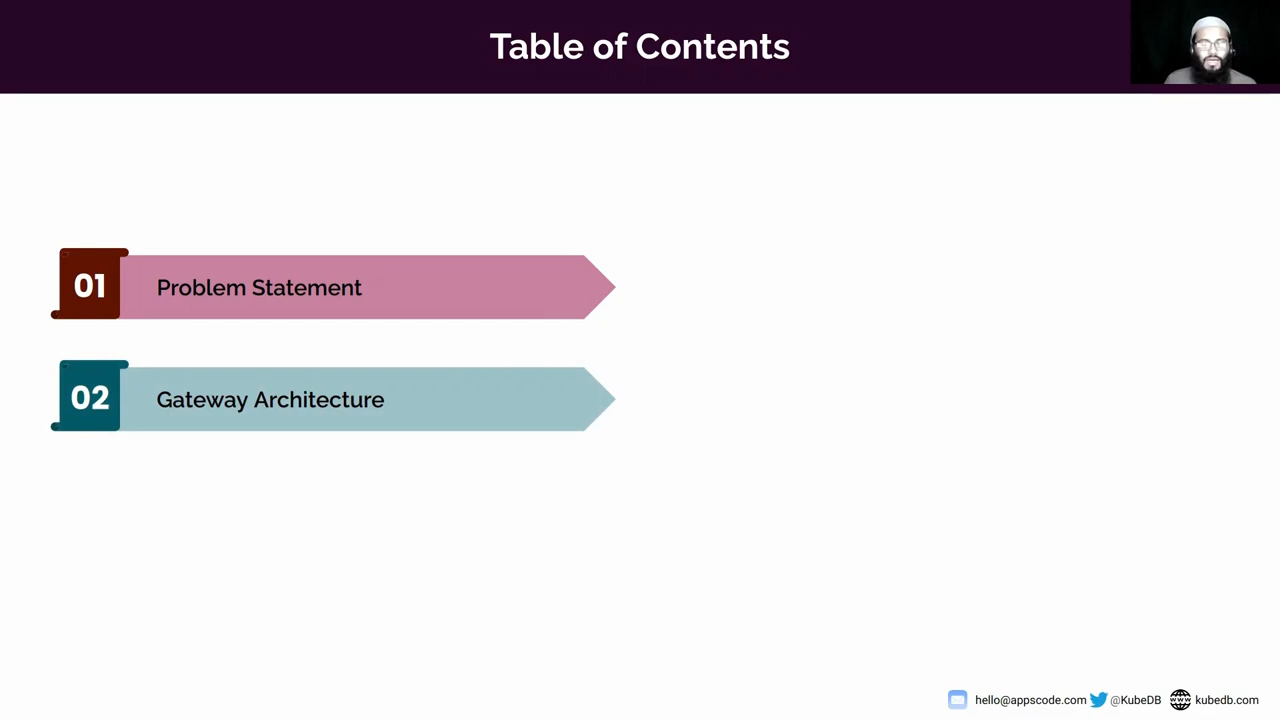 Table of Contents
01 Problem Statement
02 Gateway Architecture
hello@appscode.com @KubeDB kubedb.com